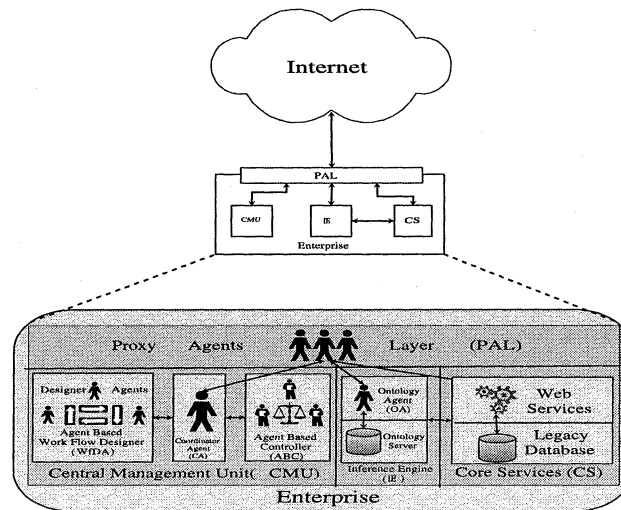 Internet
PAL
CMU
IE
CS
Enterprise
Proxy Agents Layer (PAL)
Designer Agents
Agent Based
Work Flow Designer
(WfDA)
Coordinator
Agent
(CA)
Agent Based
Controller
(ABC)
Ontology
Agent
(OA)
Ontology
Server
Web
Services
Legacy
Database
Central Management Unit( CMU)
Inference Engine
(IE)
Core Services (CS)
Enterprise